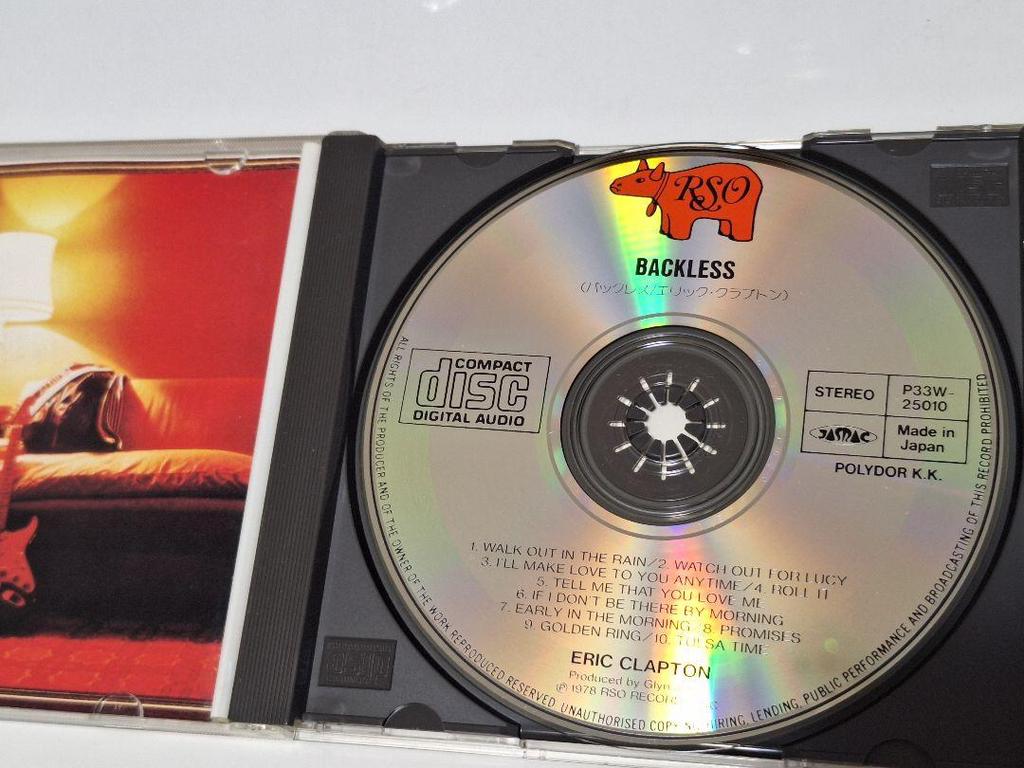 RSO
BACKLESS
(バックレス/エリック・クラプトン)
COMPACT
disc
DIGITAL AUDIO
STEREO
P33W-
25010
JASRAC
Made in
Japan
POLYDOR K.K.
1. WALK OUT IN THE RAIN/2. WATCH OUT FOR LUCY
3. I'LL MAKE LOVE TO YOU ANYTIME/4. ROLL IT
5. TELL ME THAT YOU LOVE ME
6. IF I DON'T BE THERE BY MORNING
7. EARLY IN THE MORNING/8. PROMISES
9. GOLDEN RING/10. TULSA TIME
ERIC CLAPTON
Produced by Glyn
℗ 1978 RSO
ALL RIGHTS OF THE PRODUCER AND OF THE OWNER OF THE WORK REPRODUCED RESERVED. UNAUTHORISED HIRING, LENDING, PUBLIC PERFORMANCE AND BROADCASTING OF THIS RECORD PROHIBITED